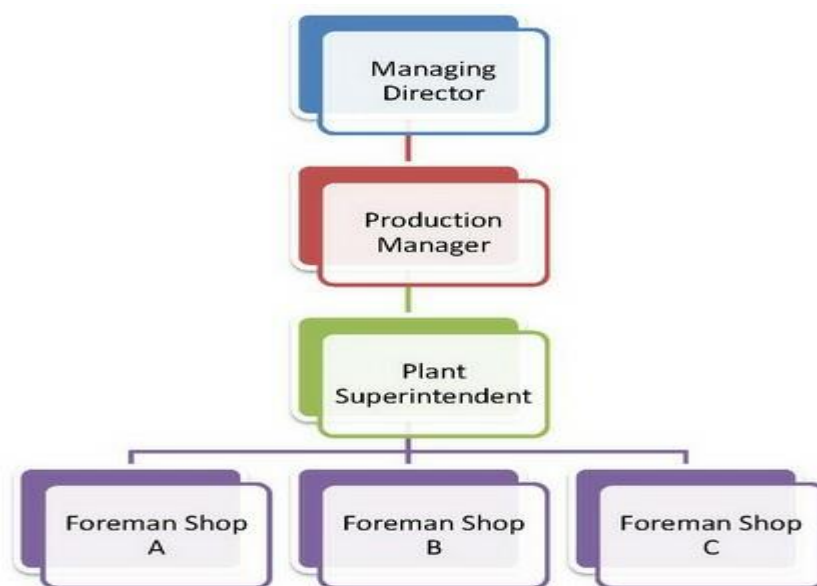 Managing
Director
Production
Manager
Plant
Superintendent
Foreman Shop
A
Foreman Shop
B
Foreman Shop
C